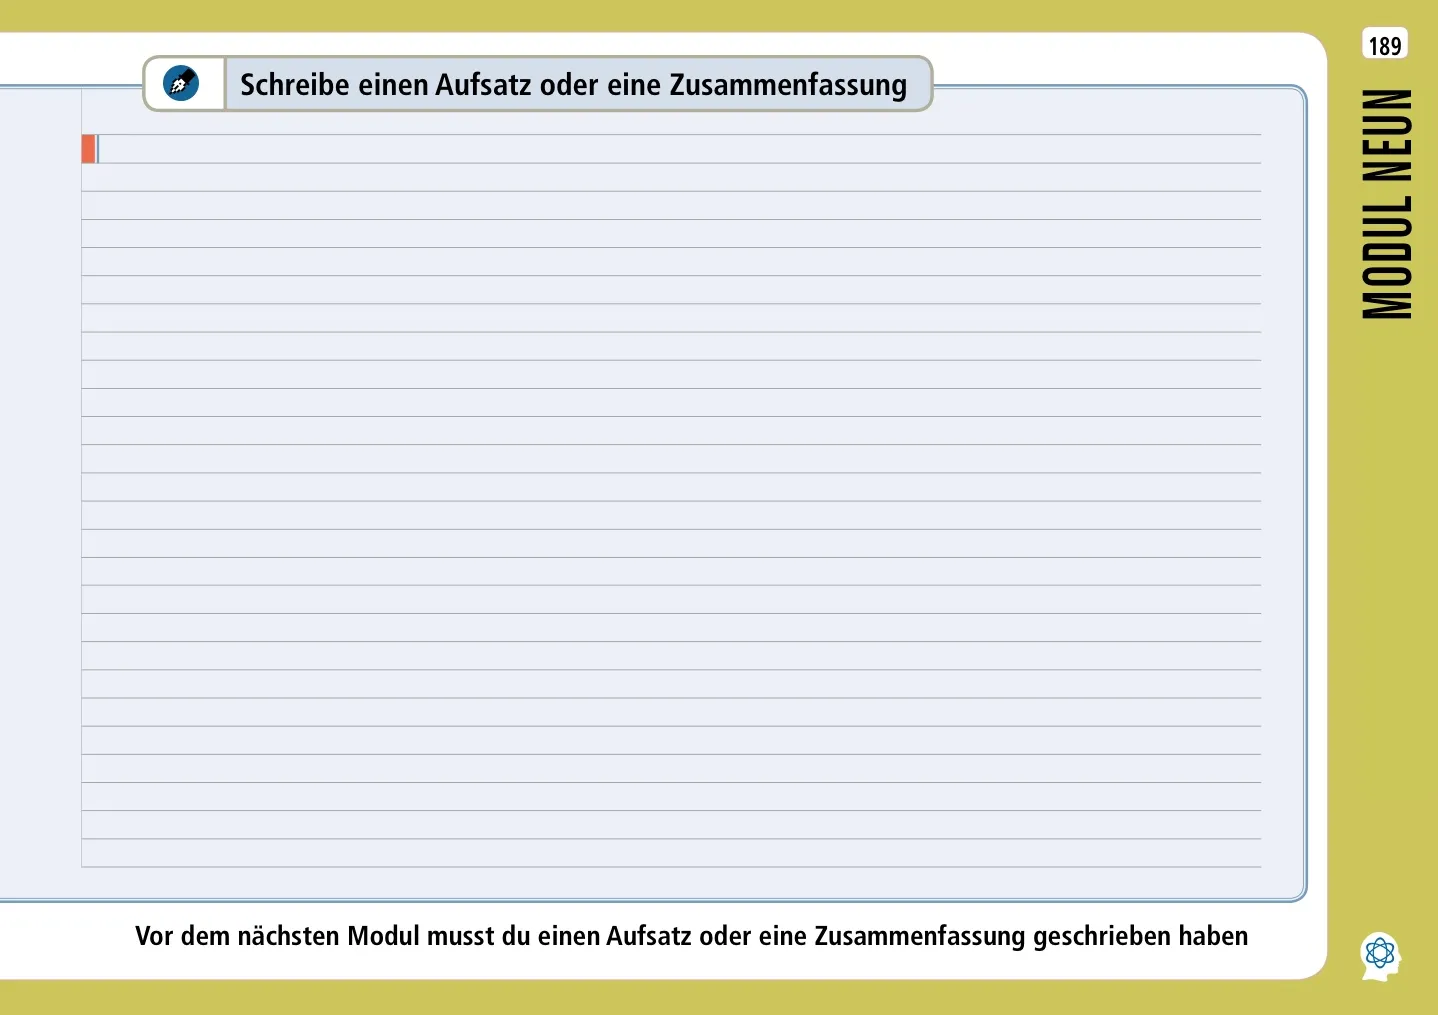 189
Schreibe einen Aufsatz oder eine Zusammenfassung
MODUL NEUN
Vor dem nächsten Modul musst du einen Aufsatz oder eine Zusammenfassung geschrieben haben